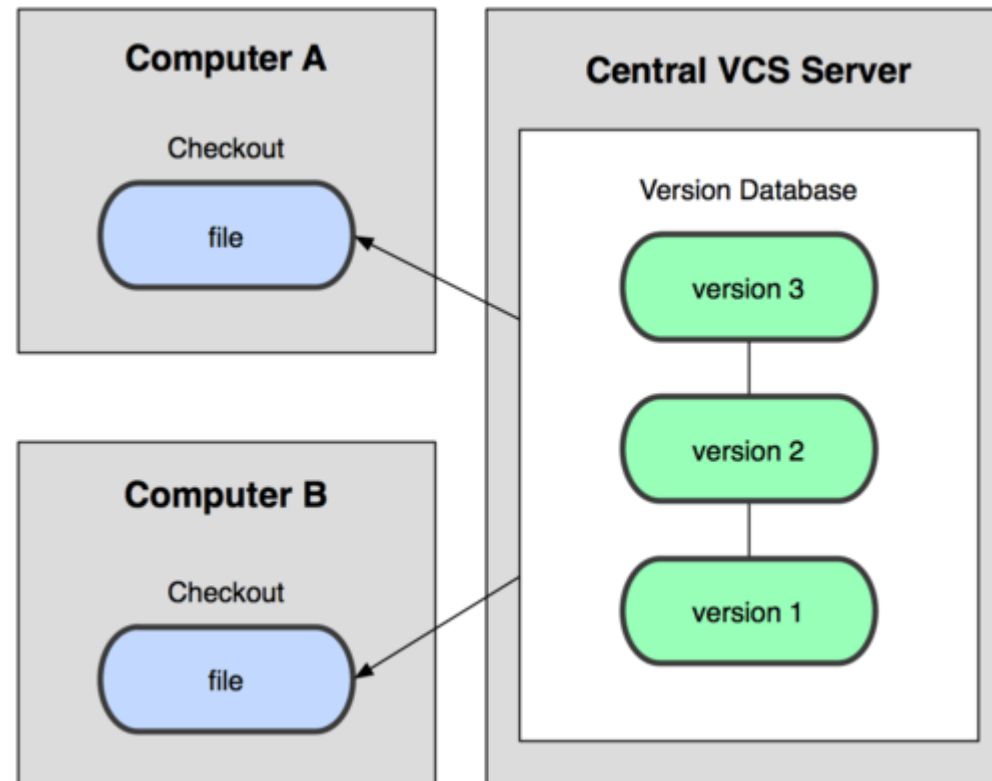 Computer A
Checkout
file
Computer B
Checkout
file
Central VCS Server
Version Database
version 3
version 2
version 1